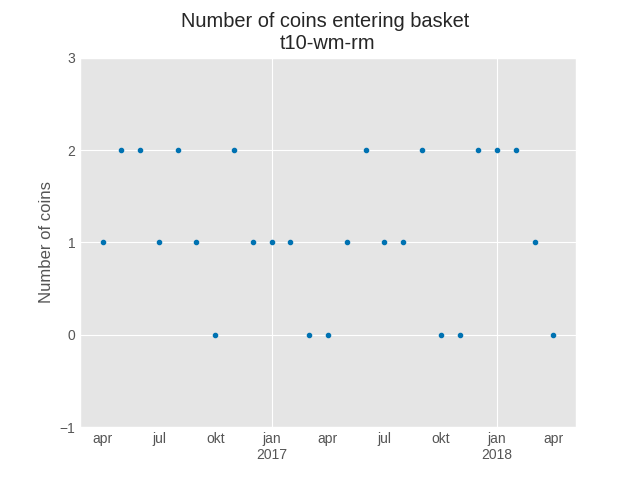 Number of coins entering basket
t10-wm-rm
Number of coins
3
2
1
0
−1
apr
jul
okt
jan
2017
apr
jul
okt
jan
2018
apr